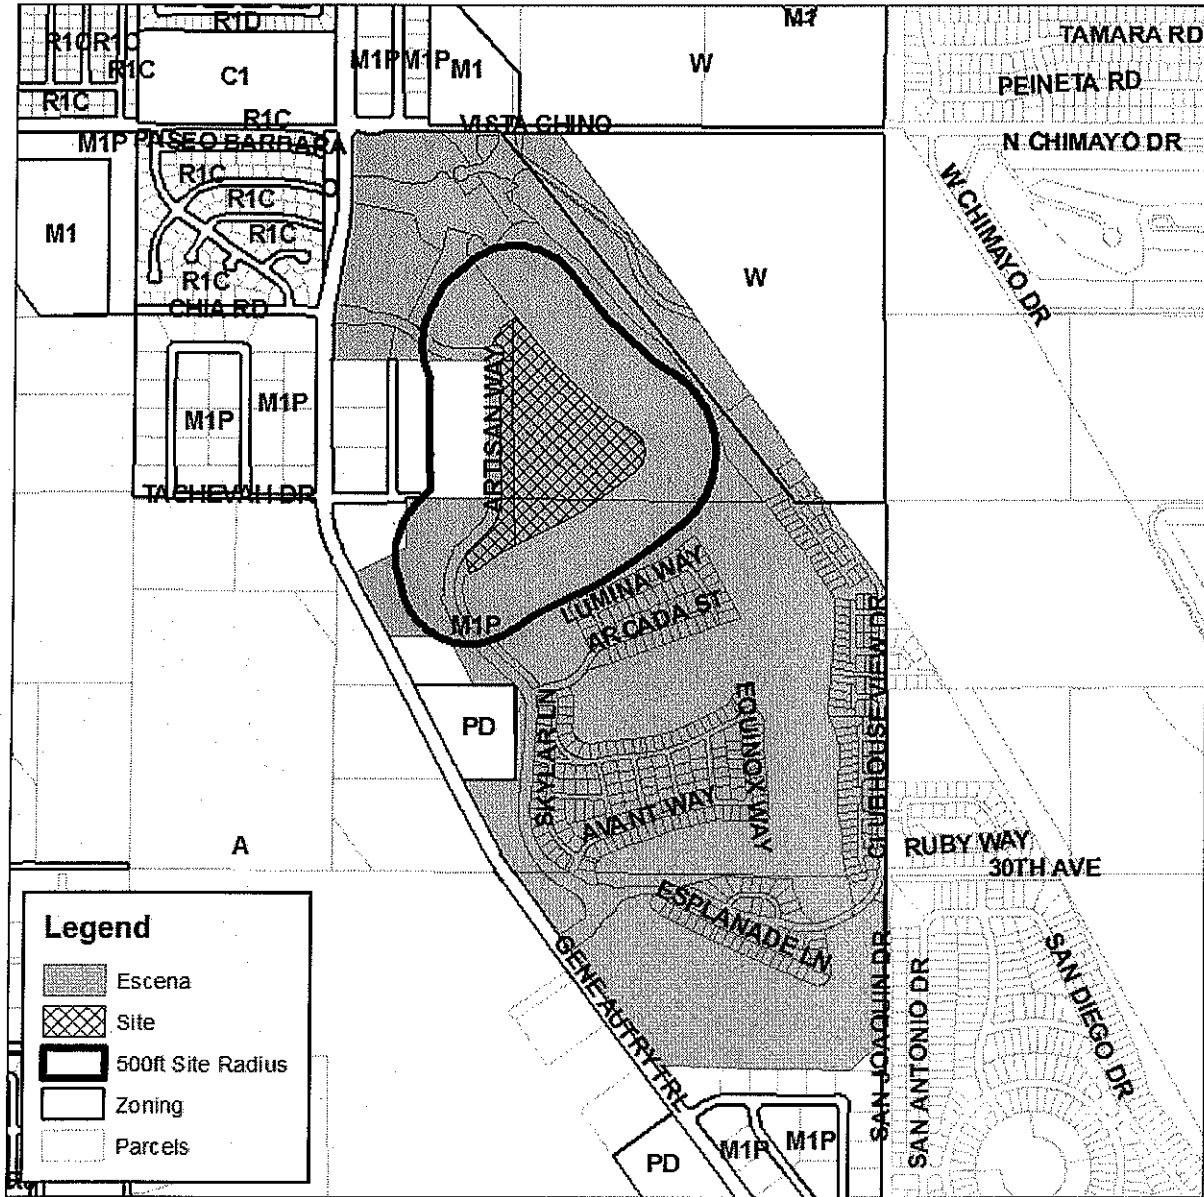 R1D
M1
TAMARA RD
R1C
R1C
M1P
M1P
M1
W
R1C
C1
PEINETA RD
R1C
R1C
VISTA CHINO
M1P
PASEO BARBARA
N CHIMAYO DR
R1C
W CHIMAYO DR
R1C
M1
R1C
W
R1C
CHIA RD
ARTISAN WAY
M1P
M1P
TACHEVAH DR
LUMINA WAY
M1P
ARCADA ST
CLUBHOUSE VIEW DR
SKYLAR LN
EQUINOX WAY
PD
AVANT WAY
A
RUBY WAY
30TH AVE
ESPLANADE LN
GENE AUTRY TRL
SAN JOAQUIN DR
SAN ANTONIO DR
SAN DIEGO DR
M1P
M1P
PD
Legend
Escena
Site
500ft Site Radius
Zoning
Parcels